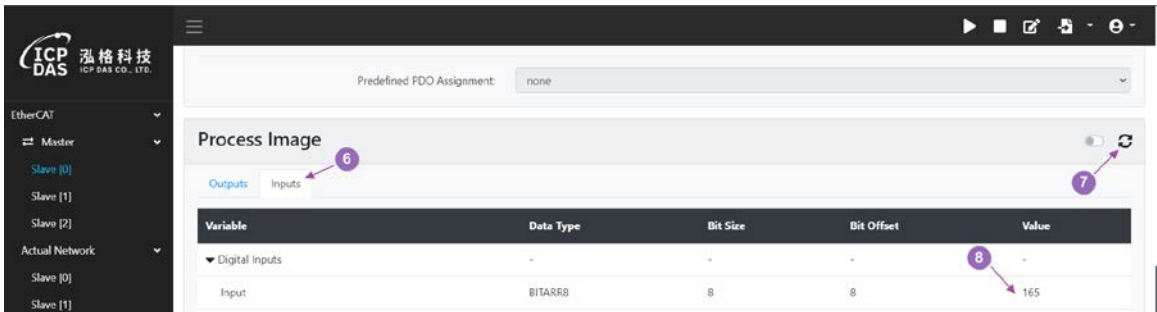 ICP DAS 泓格科技
ICP DAS CO., LTD.
EtherCAT
Master
Slave [0]
Slave [1]
Slave [2]
Actual Network
Slave [0]
Slave [1]
Predefined PDO Assignment: none
Process Image
6
7
Outputs Inputs
Variable Data Type Bit Size Bit Offset Value
Digital Inputs - - - -
8
Input BITARR8 8 8 165